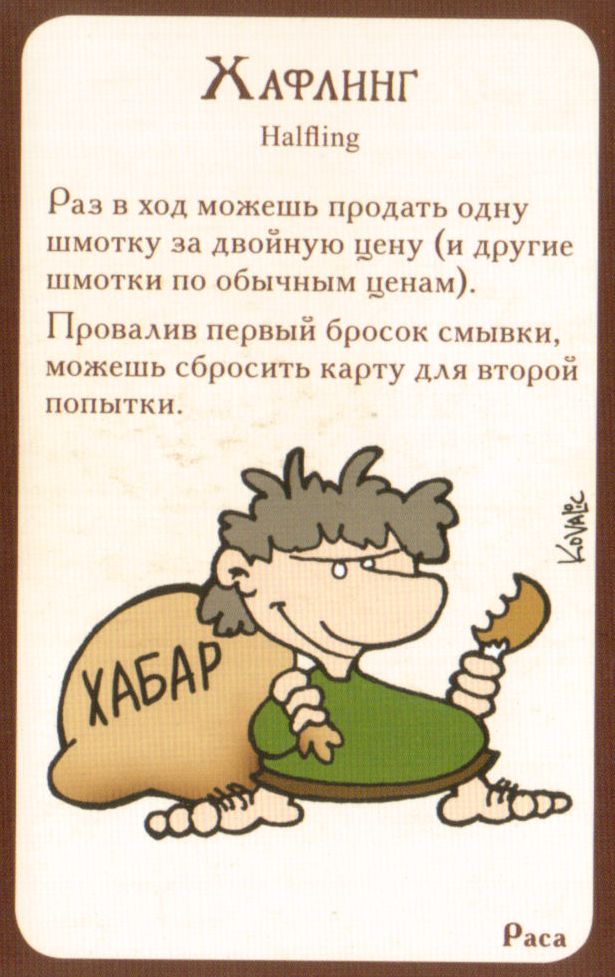 Хафлинг
Halfling
Раз в ход можешь продать одну
шмотку за двойную цену (и другие
шмотки по обычным ценам).
Провалив первый бросок смывки,
можешь сбросить карту для второй
попытки.
KOVALIC
ХАБАР
Раса